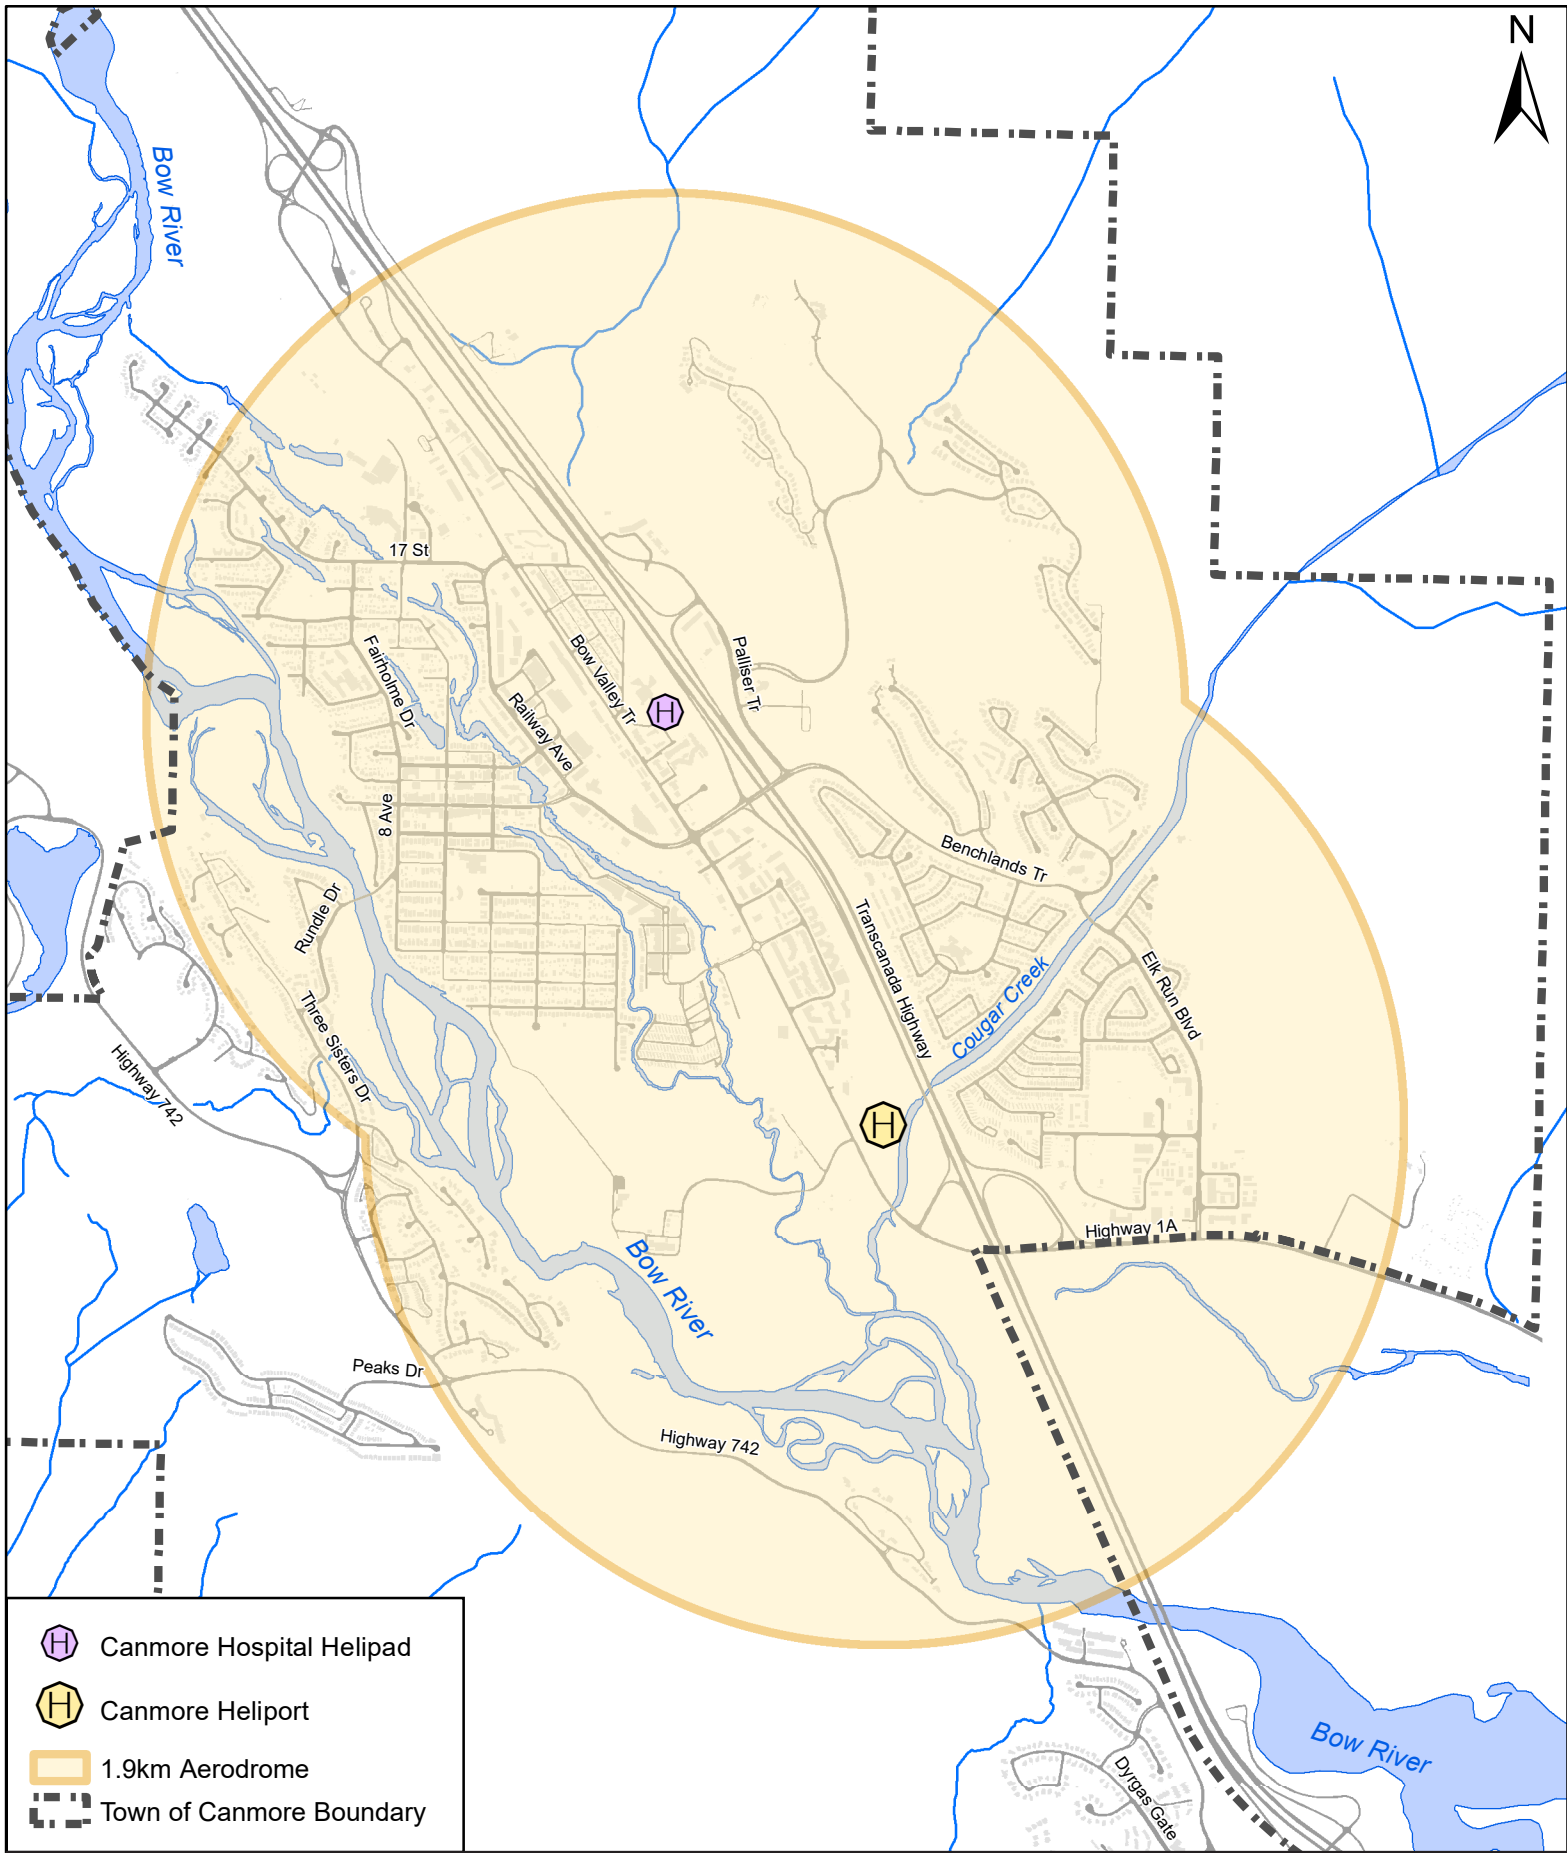 N
Bow River
17 St
Fairholme Dr
Bow Valley Tr
Palliser Tr
H
Railway Ave
8 Ave
Benchlands Tr
Rundle Dr
Transcanada Highway
Elk Run Blvd
Cougar Creek
Three Sisters Dr
Highway 742
H
Highway 1A
Bow River
Peaks Dr
Highway 742
Bow River
Dyrgas Gate
H Canmore Hospital Helipad
H Canmore Heliport
1.9km Aerodrome
Town of Canmore Boundary